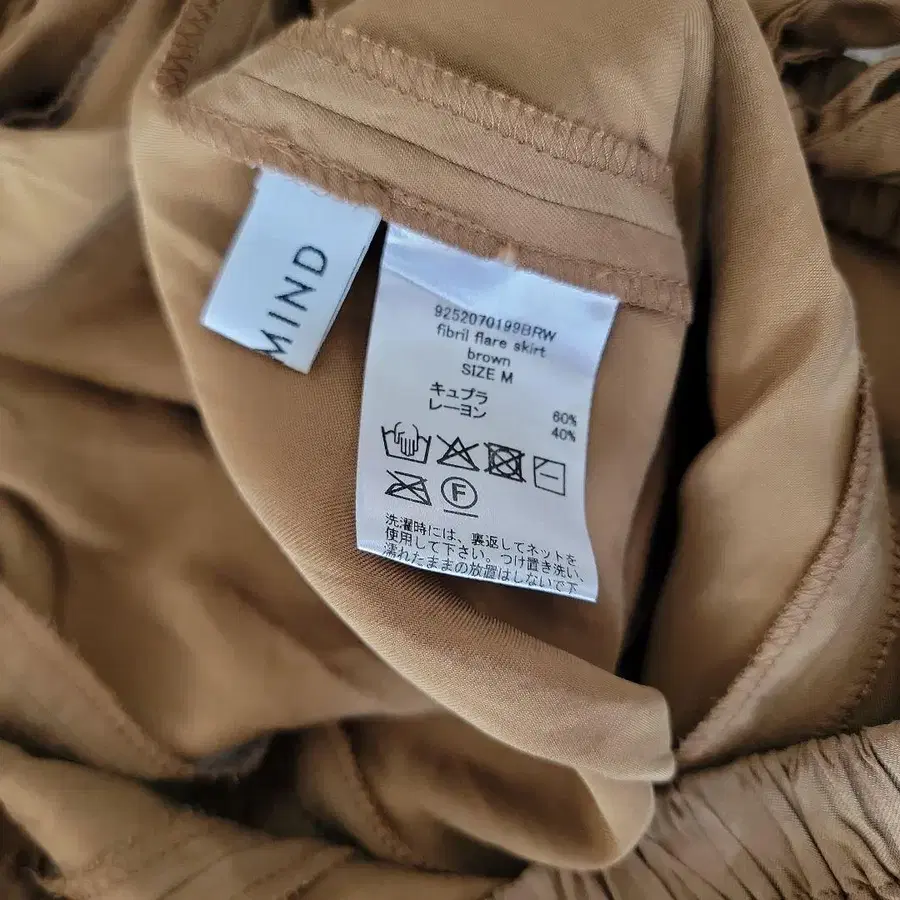 MIND
9252070199BRW
fibril flare skirt
brown
SIZE M
キュプラ 60%
レーヨン 40%
F
洗濯時には、裏返してネットを
使用して下さい。つけ置き洗い、
濡れたままの放置はしないで下